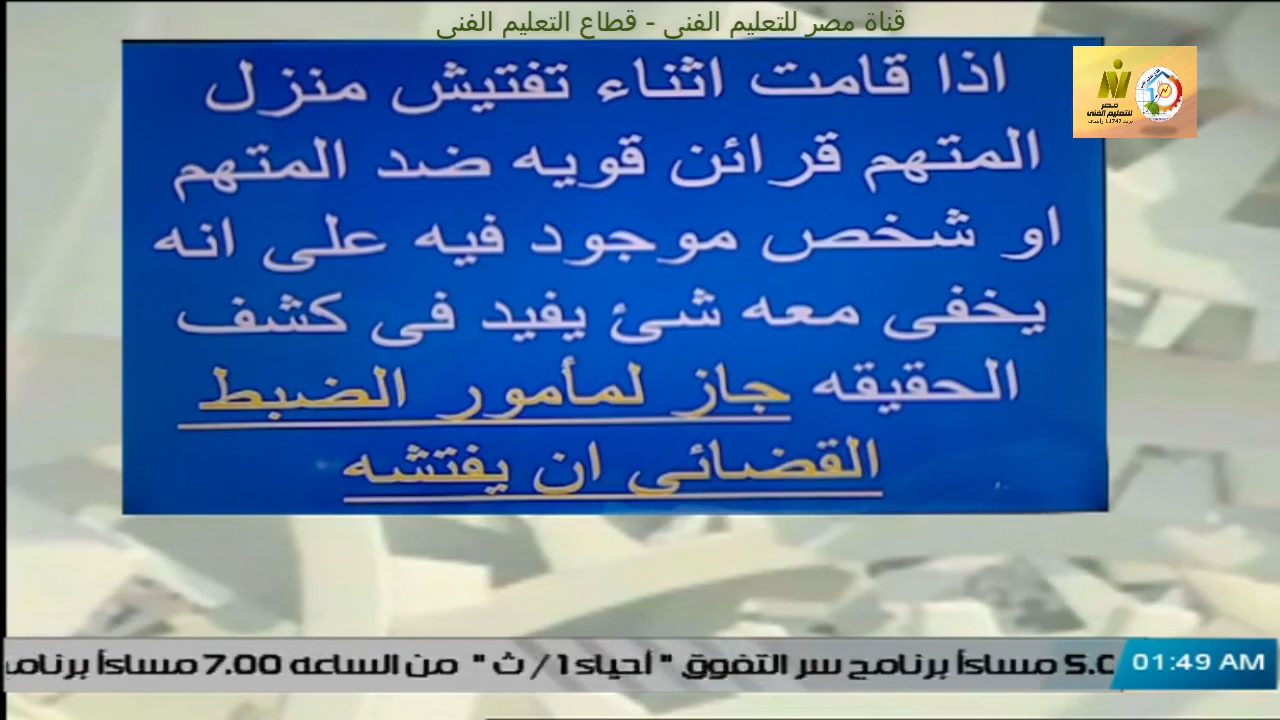 قناة مصر للتعليم الفنى - قطاع التعليم الفنى
اذا قامت اثناء تفتيش منزل
المتهم قرائن قويه ضد المتهم
او شخص موجود فيه على انه
يخفى معه شئ يفيد فى كشف
الحقيقه جاز لمأمور الضبط
القضائى ان يفتشه
مصر
للتعليم الفنى
5.0 مساءاً برنامج سر التفوق " أحياء 1 / ث " من الساعه 7.00 مساءاً برنامج
01:49 AM